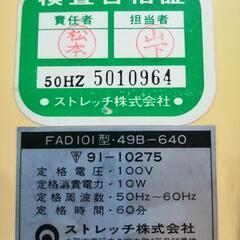 検査合格証
責任者 担当者
松本 山下
50HZ 5010964
ストレッチ株式会社
FAD101型・49B-640
91-10275
定格電圧：100V
定格消費電力：10W
定格周波数：50Hz〜60Hz
定格時間：60分
ストレッチ株式会社